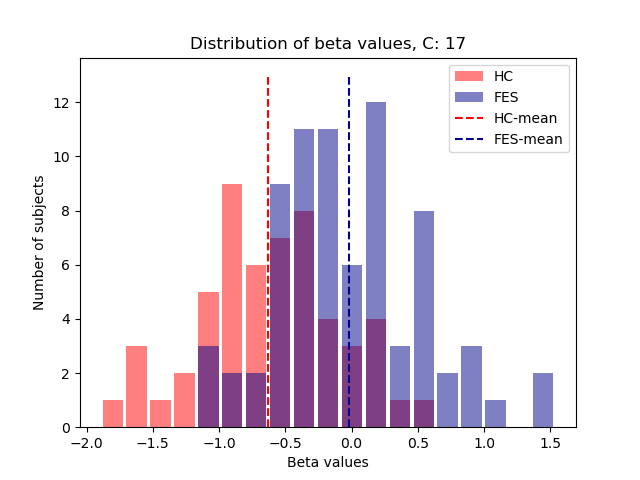 Distribution of beta values, C: 17
HC
FES
HC-mean
FES-mean
Number of subjects
12
10
8
6
4
2
0
−2.0 −1.5 −1.0 −0.5 0.0 0.5 1.0 1.5
Beta values